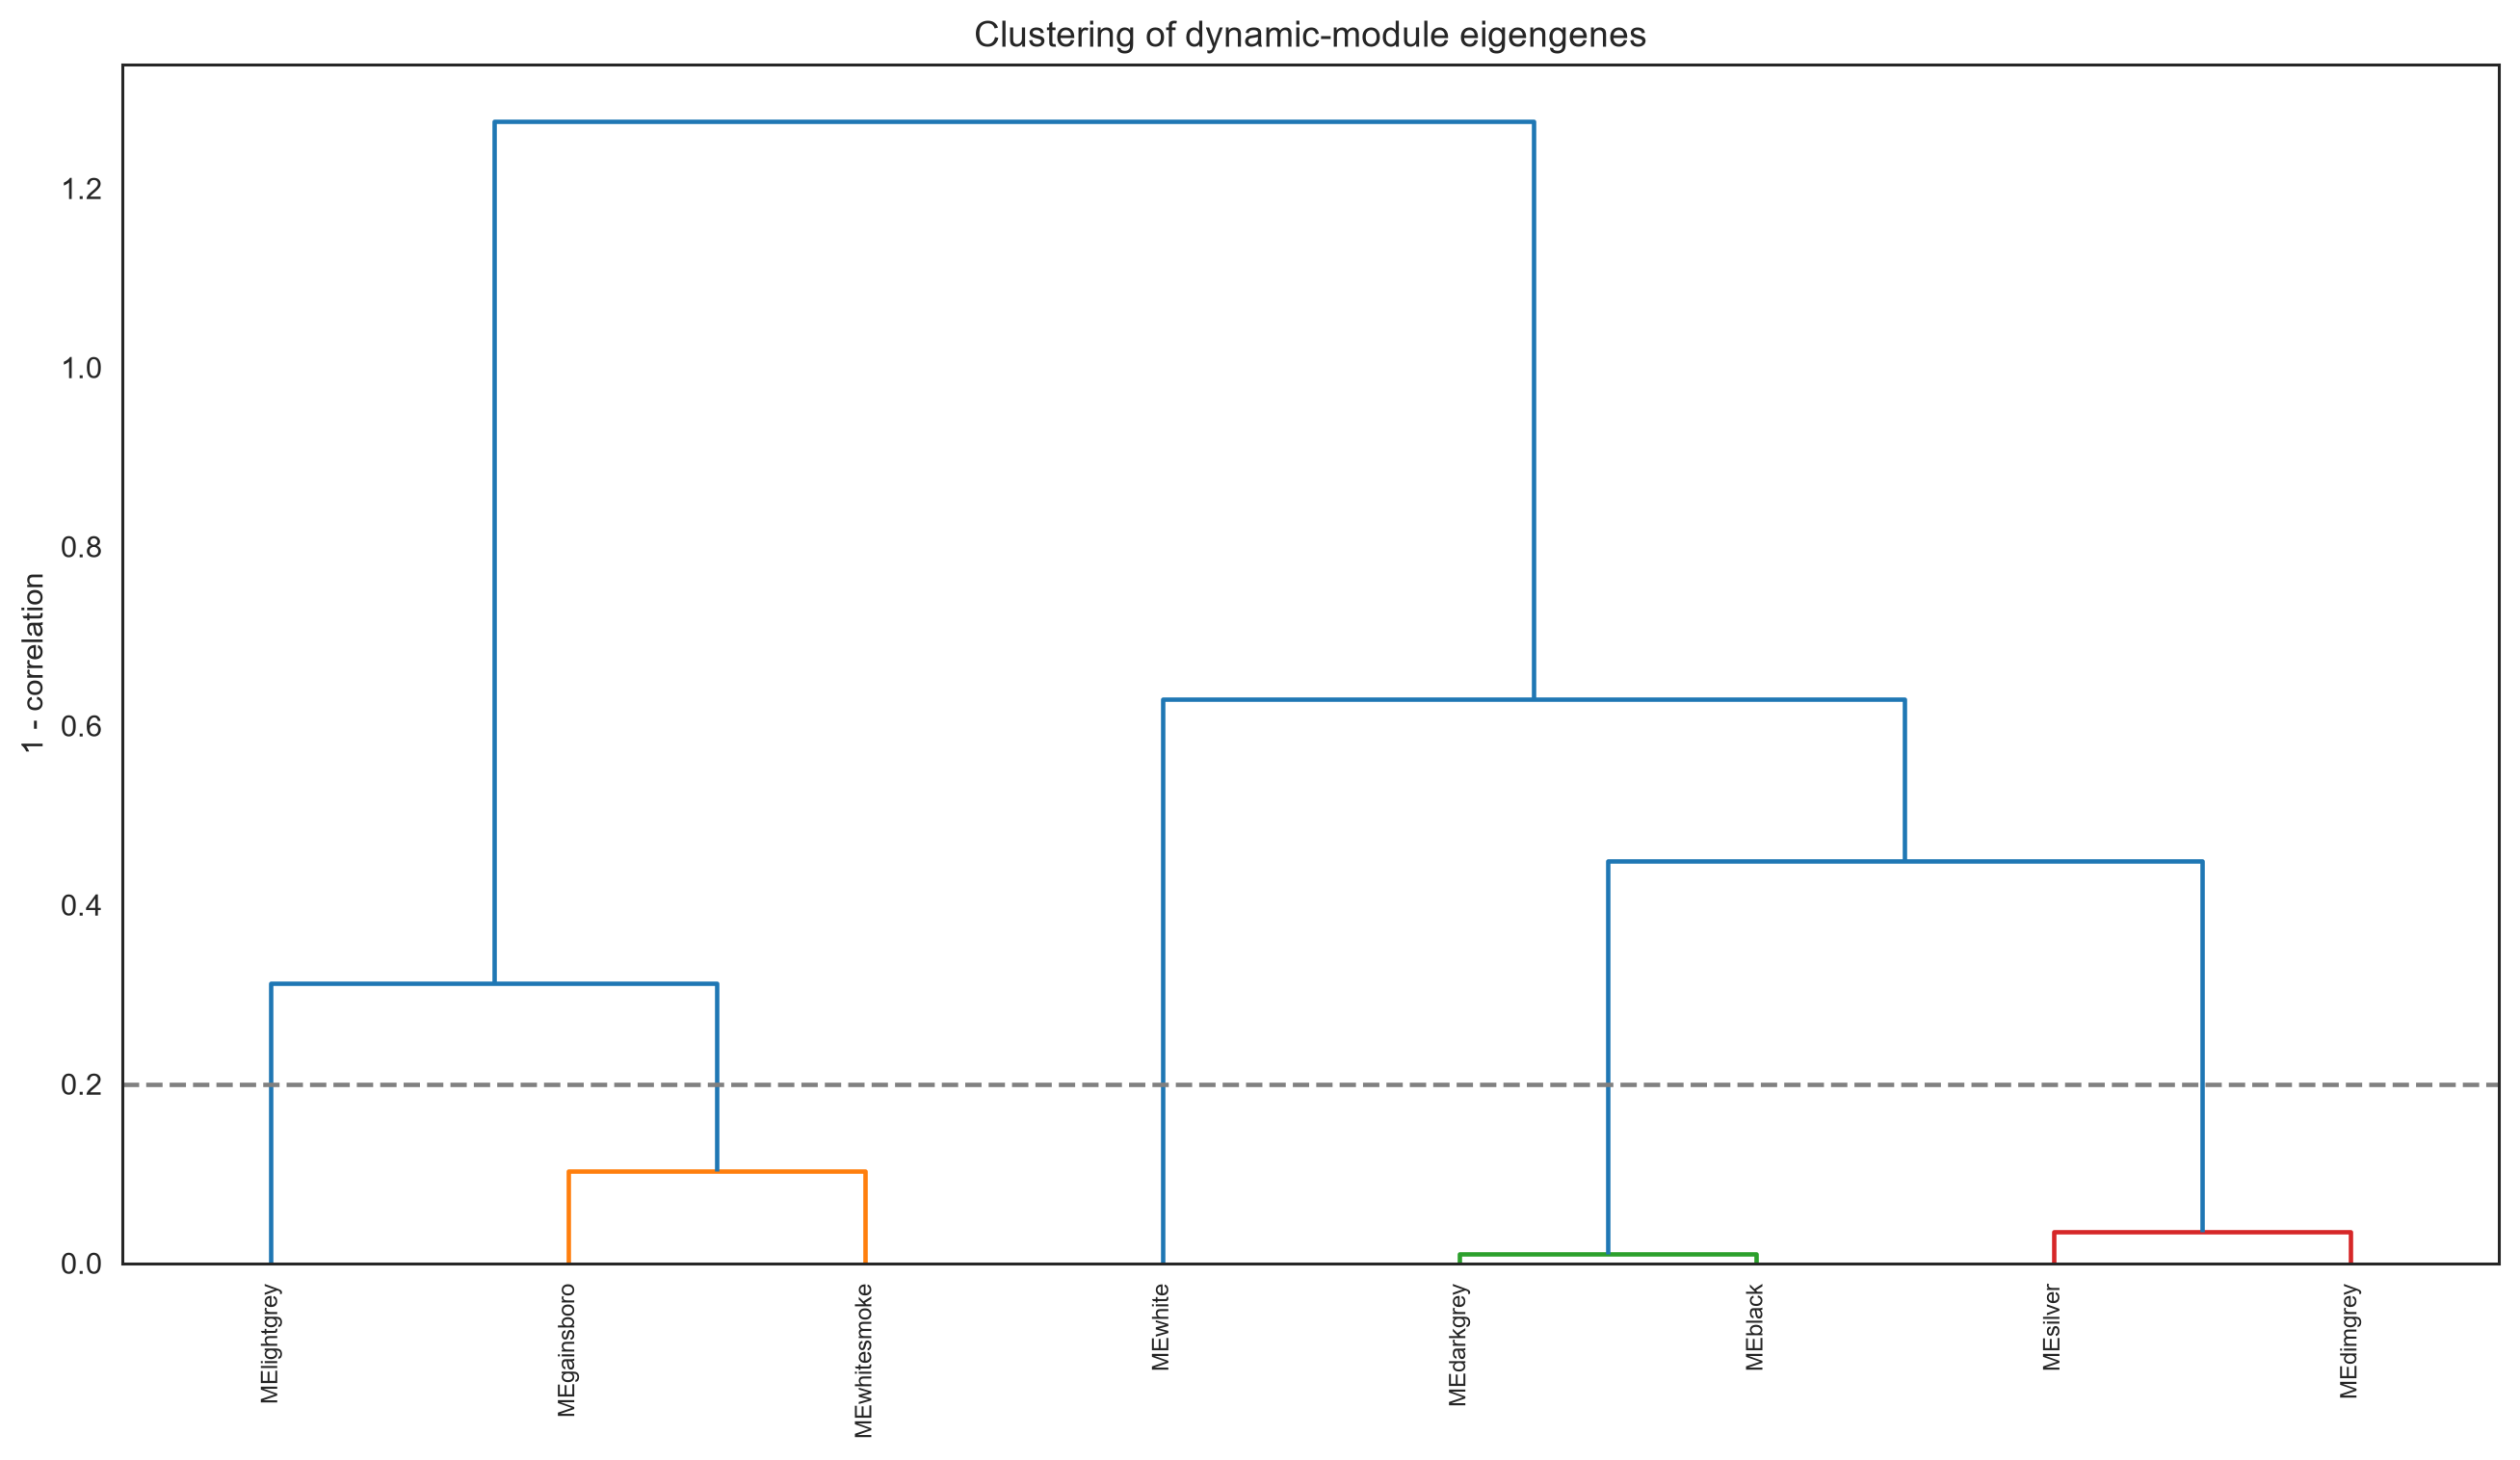 Clustering of dynamic-module eigengenes
1 - correlation
1.2
1.0
0.8
0.6
0.4
0.2
0.0
MElightgrey
MEgainsboro
MEwhitesmoke
MEwhite
MEdarkgrey
MEblack
MEsilver
MEdimgrey